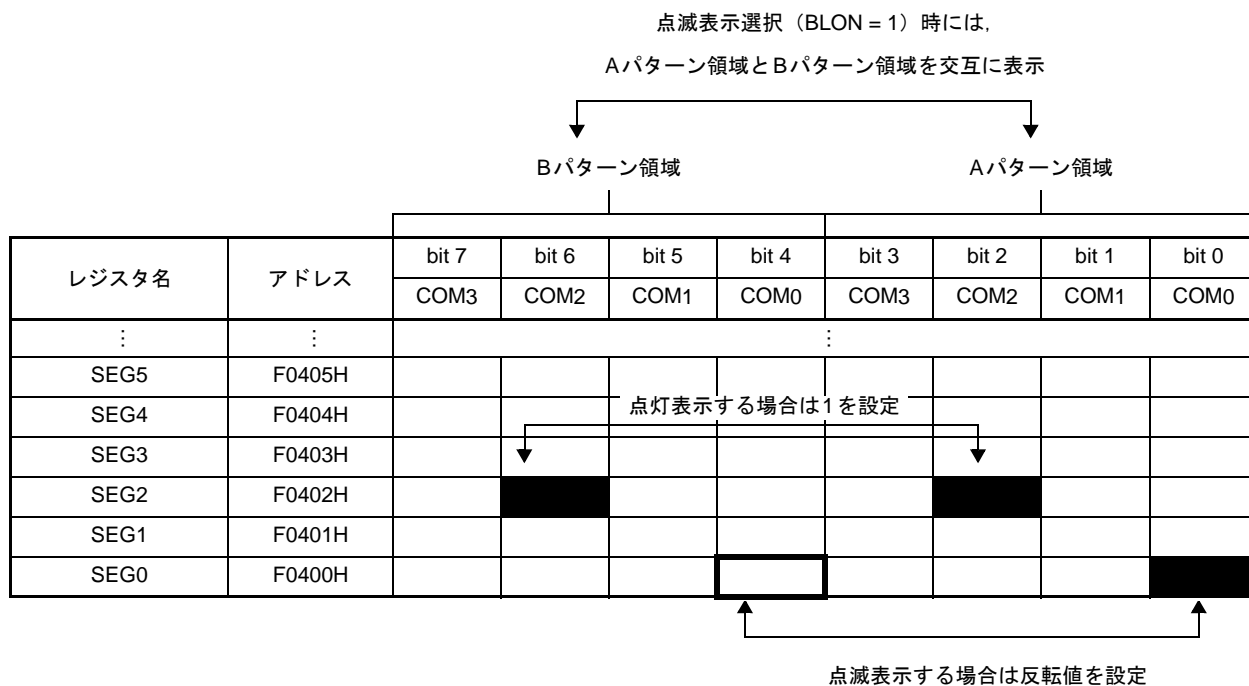 点滅表示選択（BLON = 1）時には,
Aパターン領域とBパターン領域を交互に表示
Bパターン領域 Aパターン領域
レジスタ名 アドレス bit 7 bit 6 bit 5 bit 4 bit 3 bit 2 bit 1 bit 0
COM3 COM2 COM1 COM0 COM3 COM2 COM1 COM0
⋮ ⋮ ⋮
SEG5 F0405H
SEG4 F0404H 点灯表示する場合は1を設定
SEG3 F0403H
SEG2 F0402H
SEG1 F0401H
SEG0 F0400H
点滅表示する場合は反転値を設定